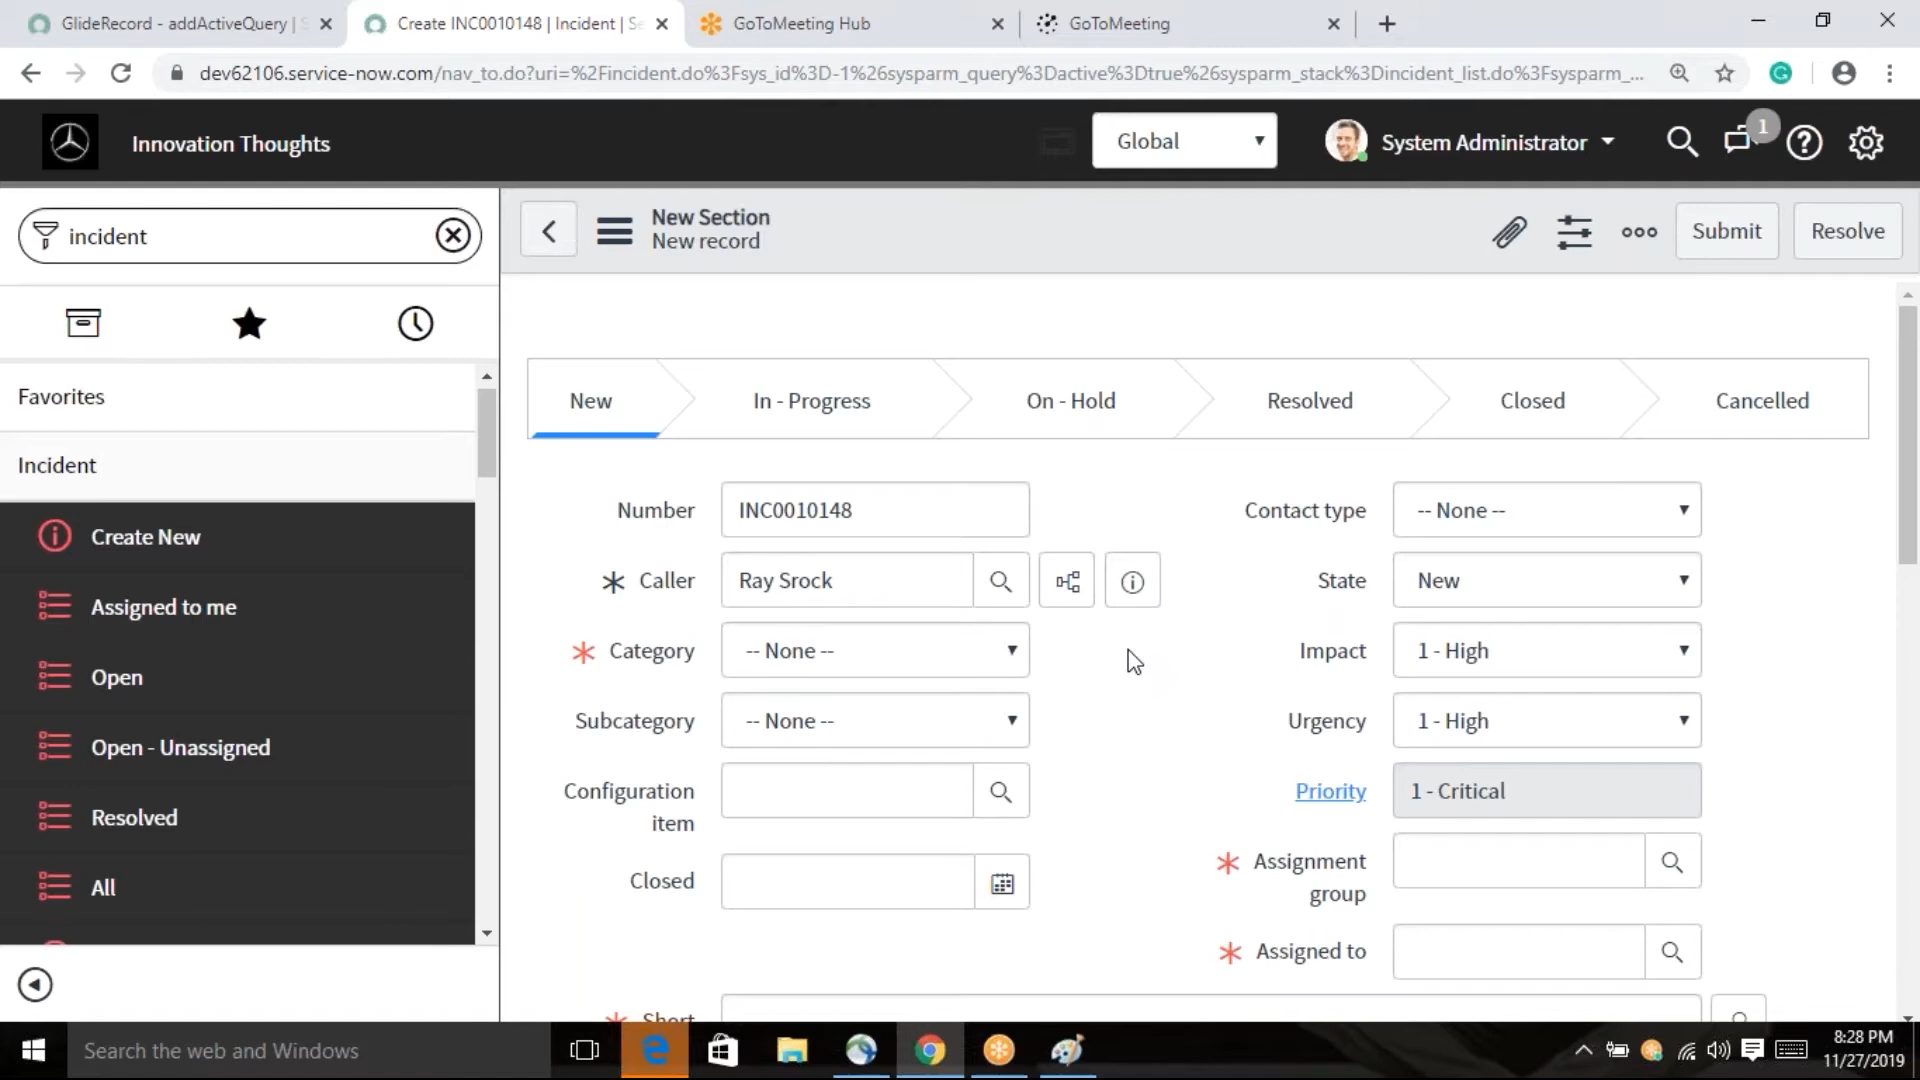 GlideRecord - addActiveQuery | S
Create INC0010148 | Incident | Se
GoToMeeting Hub
GoToMeeting
dev62106.service-now.com/nav_to.do?uri=%2Fincident.do%3Fsys_id%3D-1%26sysparm_query%3Dactive%3Dtrue%26sysparm_stack%3Dincident_list.do%3Fsysparm_...
Innovation Thoughts
Global
System Administrator
1
incident
New Section
New record
Submit
Resolve
Favorites
Incident
Create New
Assigned to me
Open
Open - Unassigned
Resolved
All
New
In - Progress
On - Hold
Resolved
Closed
Cancelled
Number
INC0010148
Contact type
-- None --
Caller
Ray Srock
State
New
Category
-- None --
Impact
1 - High
Subcategory
-- None --
Urgency
1 - High
Configuration
item
Priority
1 - Critical
Closed
Assignment
group
Assigned to
Short
Search the web and Windows
8:28 PM
11/27/2019